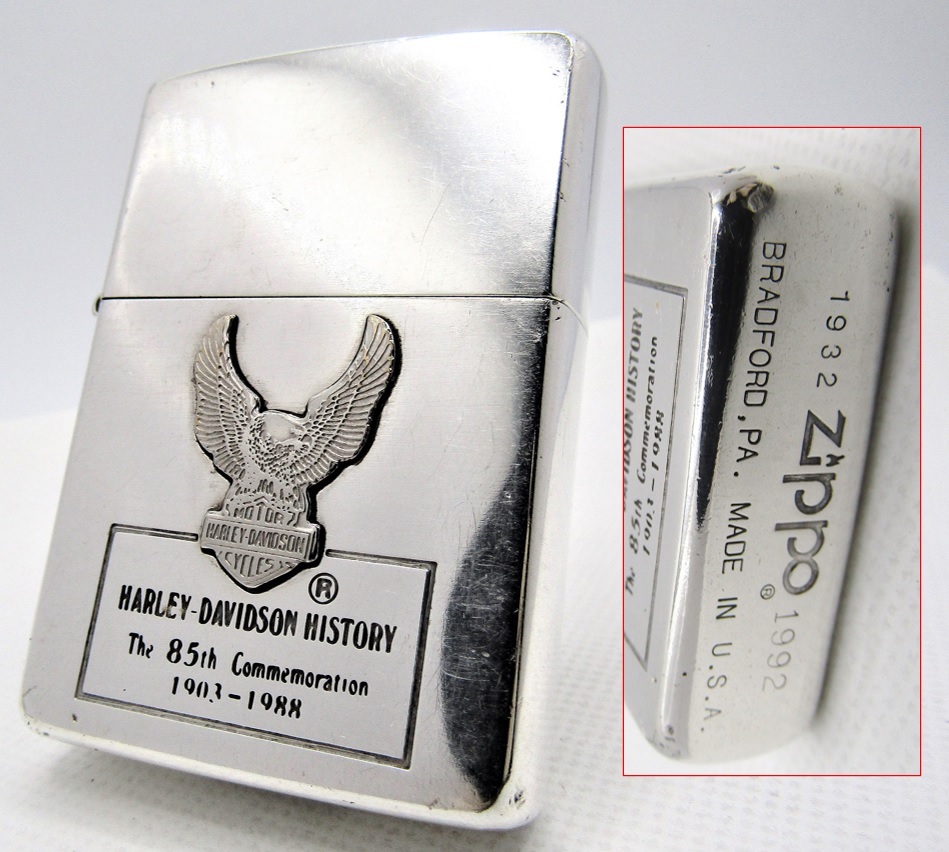 MOTOR
HARLEY-DAVIDSON
CYCLES
®
HARLEY-DAVIDSON HISTORY
The 85th Commemoration
1903-1988
1932 Zippo ® 1992
BRADFORD, PA. MADE IN U.S.A.
DAVIDSON HISTORY
The 85th Commemoration
1903-1988